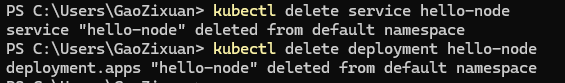 PS C:\Users\GaoZixuan> kubectl delete service hello-node
service "hello-node" deleted from default namespace
PS C:\Users\GaoZixuan> kubectl delete deployment hello-node
deployment.apps "hello-node" deleted from default namespace